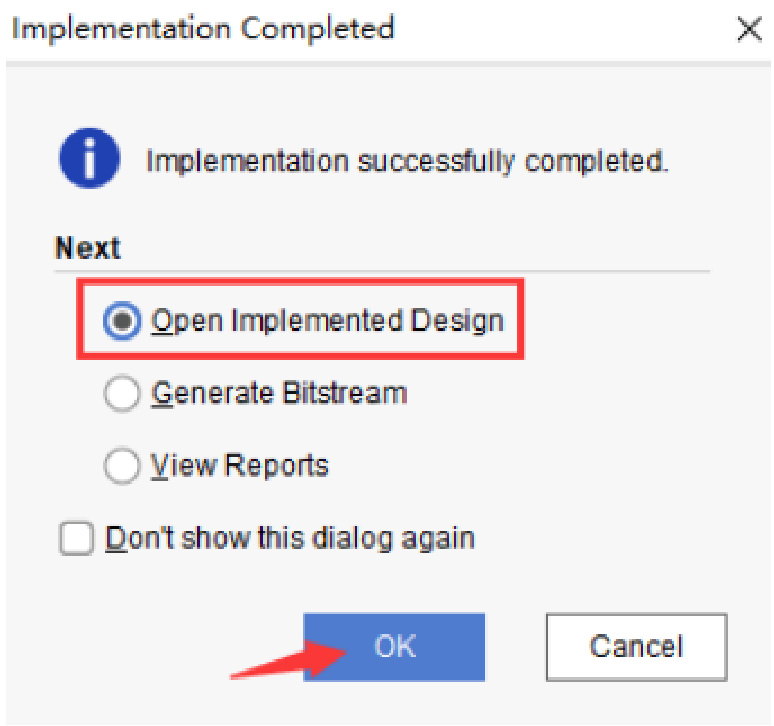 Implementation Completed
Implementation successfully completed.
Next
Open Implemented Design
Generate Bitstream
View Reports
Don't show this dialog again
OK
Cancel